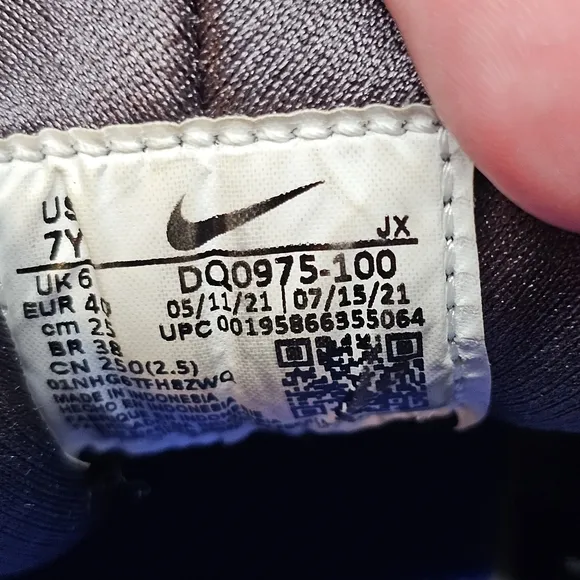 US
7Y
JX
UK 6
DQ0975-100
EUR 40
05/11/21 07/15/21
cm 25
UPC 00195866355064
BR 38
CN 250(2.5)
MADE IN INDONESIA
HECHO EN INDONESIA